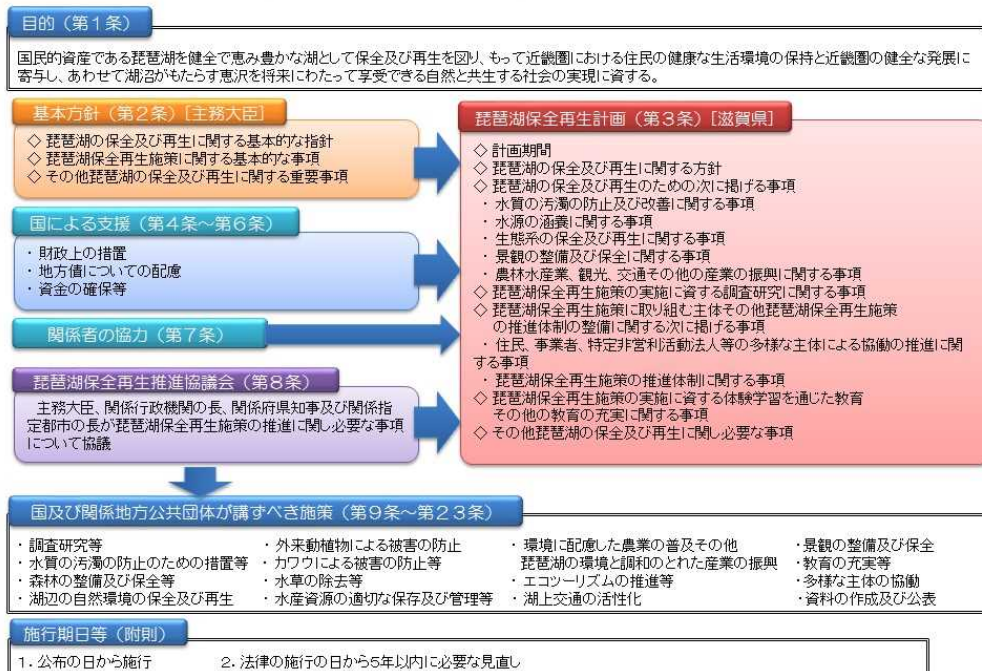 目的（第１条）
国民的資産である琵琶湖を健全で恵み豊かな湖として保全及び再生を図り、もって近畿圏における住民の健康な生活環境の保持と近畿圏の健全な発展に
寄与し、あわせて湖沼がもたらす恵沢を将来にわたって享受できる自然と共生する社会の実現に資する。
基本方針（第２条）［主務大臣］
◇ 琵琶湖の保全及び再生に関する基本的な指針
◇ 琵琶湖保全再生施策に関する基本的な事項
◇ その他琵琶湖の保全及び再生に関する重要事項
国による支援（第４条～第６条）
・ 財政上の措置
・ 地方債についての配慮
・ 資金の確保等
関係者の協力（第７条）
琵琶湖保全再生推進協議会（第８条）
主務大臣、関係行政機関の長、関係府県知事及び関係指
定都市の長が琵琶湖保全再生施策の推進に関し必要な事項
について協議
琵琶湖保全再生計画（第３条）［滋賀県］
◇ 計画期間
◇ 琵琶湖の保全及び再生に関する方針
◇ 琵琶湖の保全及び再生のための次に掲げる事項
・ 水質の汚濁の防止及び改善に関する事項
・ 水源の涵養に関する事項
・ 生態系の保全及び再生に関する事項
・ 景観の整備及び保全に関する事項
・ 農林水産業、観光、交通その他の産業の振興に関する事項
◇ 琵琶湖保全再生施策の実施に資する調査研究に関する事項
◇ 琵琶湖保全再生施策に取り組む主体その他琵琶湖保全再生施策
の推進体制の整備に関する次に掲げる事項
・ 住民、事業者、特定非営利活動法人等の多様な主体による協働の推進に関
する事項
・ 琵琶湖保全再生施策の推進体制に関する事項
◇ 琵琶湖保全再生施策の実施に資する体験学習を通じた教育
その他の教育の充実に関する事項
◇ その他琵琶湖の保全及び再生に関し必要な事項
国及び関係地方公共団体が講ずべき施策（第９条～第２３条）
・ 調査研究等
・ 水質の汚濁の防止のための措置等
・ 森林の整備及び保全等
・ 湖辺の自然環境の保全及び再生
・ 外来動植物による被害の防止
・ カワウによる被害の防止等
・ 水草の除去等
・ 水産資源の適切な保存及び管理等
・ 環境に配慮した農業の普及その他
琵琶湖の環境と調和のとれた産業の振興
・ エコツーリズムの推進等
・ 湖上交通の活性化
・景観の整備及び保全
・教育の充実等
・多様な主体の協働
・資料の作成及び公表
施行期日等（附則）
１．公布の日から施行 ２．法律の施行の日から５年以内に必要な見直し